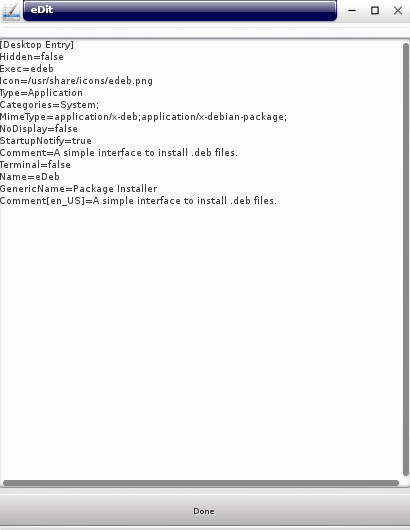 eDit
[Desktop Entry]
Hidden=false
Exec=edeb
Icon=/usr/share/icons/edeb.png
Type=Application
Categories=System;
MimeType=application/x-deb;application/x-debian-package;
NoDisplay=false
StartupNotify=true
Comment=A simple interface to install .deb files.
Terminal=false
Name=eDeb
GenericName=Package Installer
Comment[en_US]=A simple interface to install .deb files.
Done